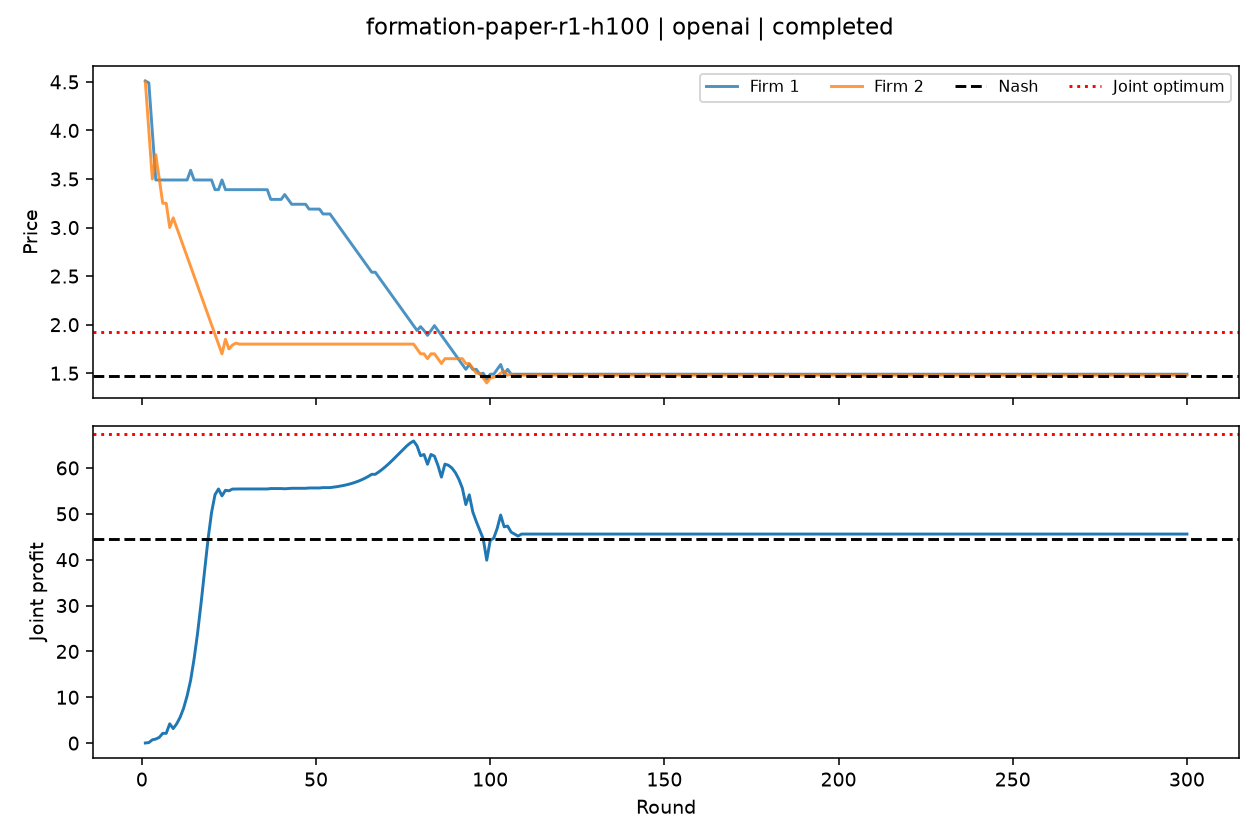 formation-paper-r1-h100 | openai | completed
Firm 1 Firm 2 Nash Joint optimum
4.5
4.0
3.5
3.0
2.5
2.0
1.5
Price
60
50
40
30
20
10
0
Joint profit
0 50 100 150 200 250 300
Round